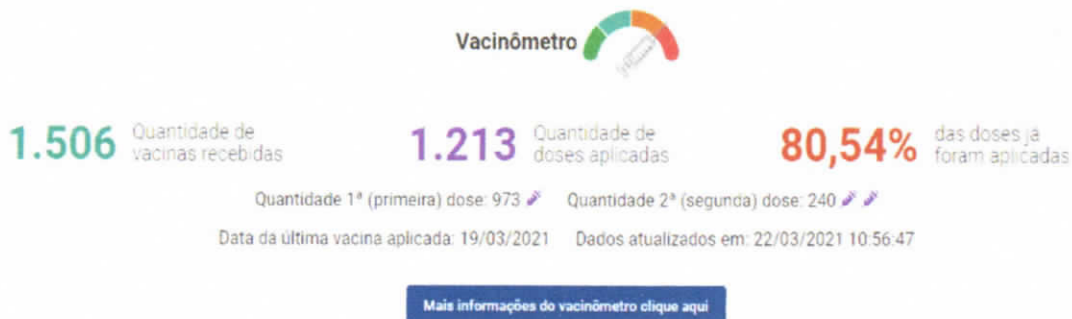 Vacinômetro
1.506 Quantidade de vacinas recebidas
1.213 Quantidade de doses aplicadas
80,54% das doses já foram aplicadas
Quantidade 1ª (primeira) dose: 973 Quantidade 2ª (segunda) dose: 240
Data da última vacina aplicada: 19/03/2021 Dados atualizados em: 22/03/2021 10:56:47
Mais informações do vacinômetro clique aqui